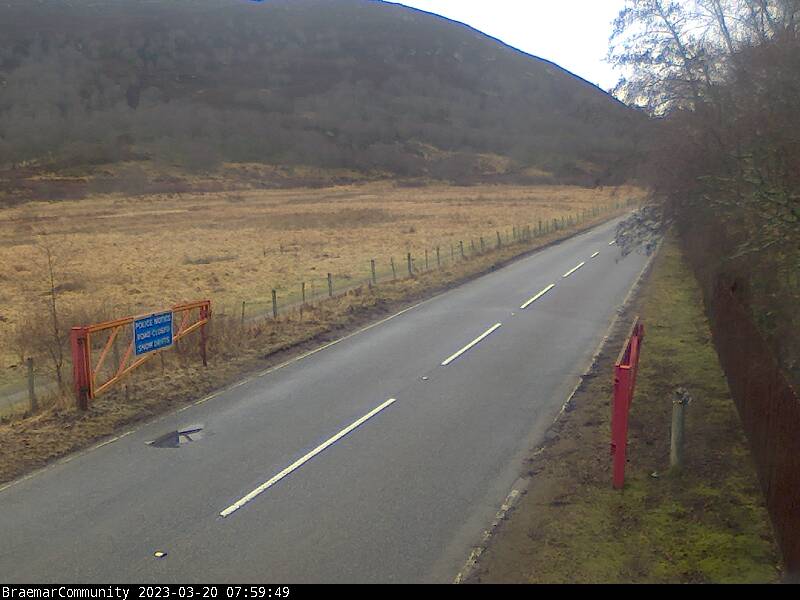 POLICE NOTICE
ROAD CLOSED
SNOW DRIFTS
BraemarCommunity 2023-03-20 07:59:49